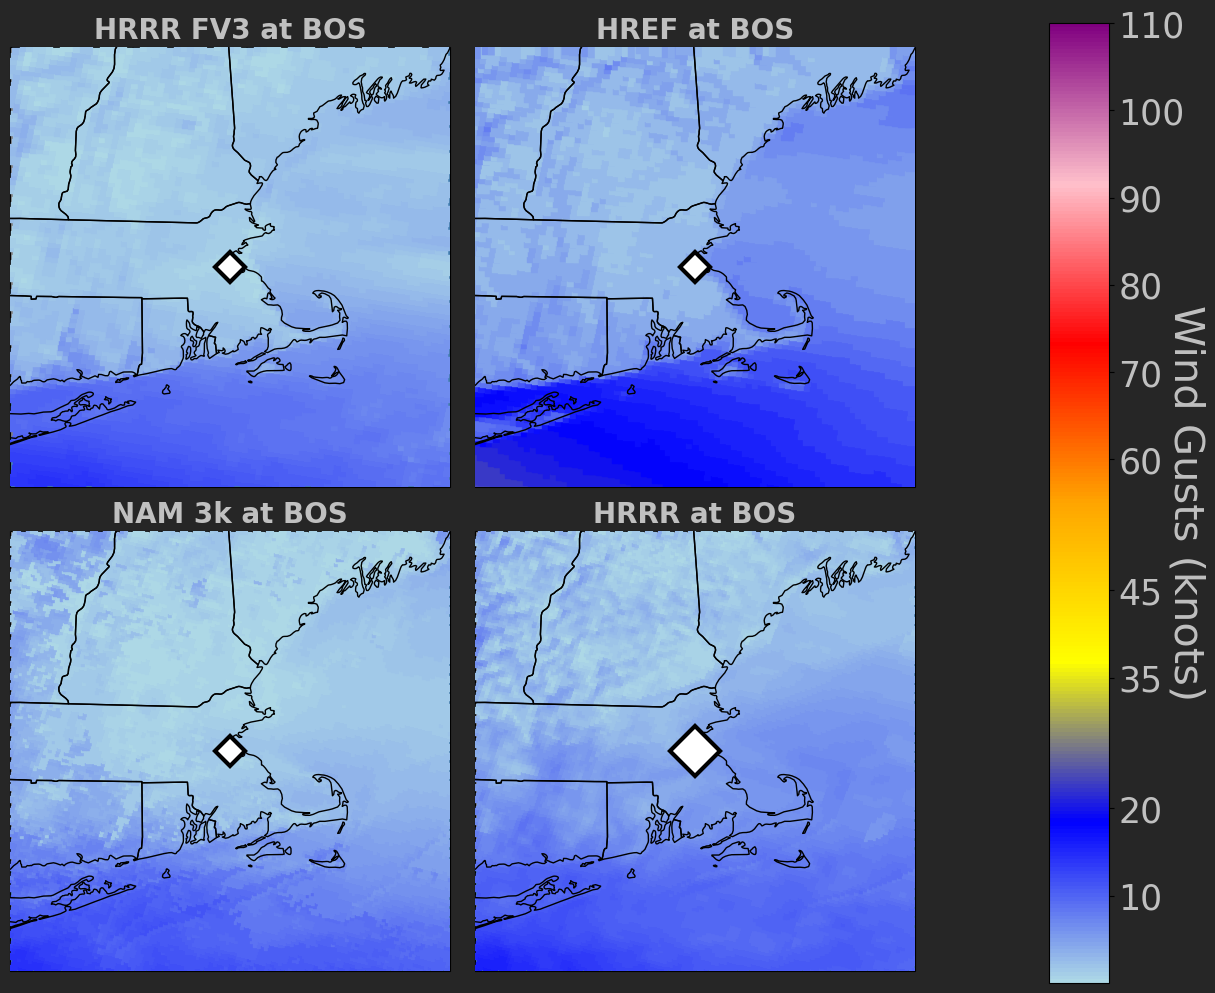 HRRR FV3 at BOS
HREF at BOS
NAM 3k at BOS
HRRR at BOS
110
100
90
80
70
60
45
35
20
10
Wind Gusts (knots)